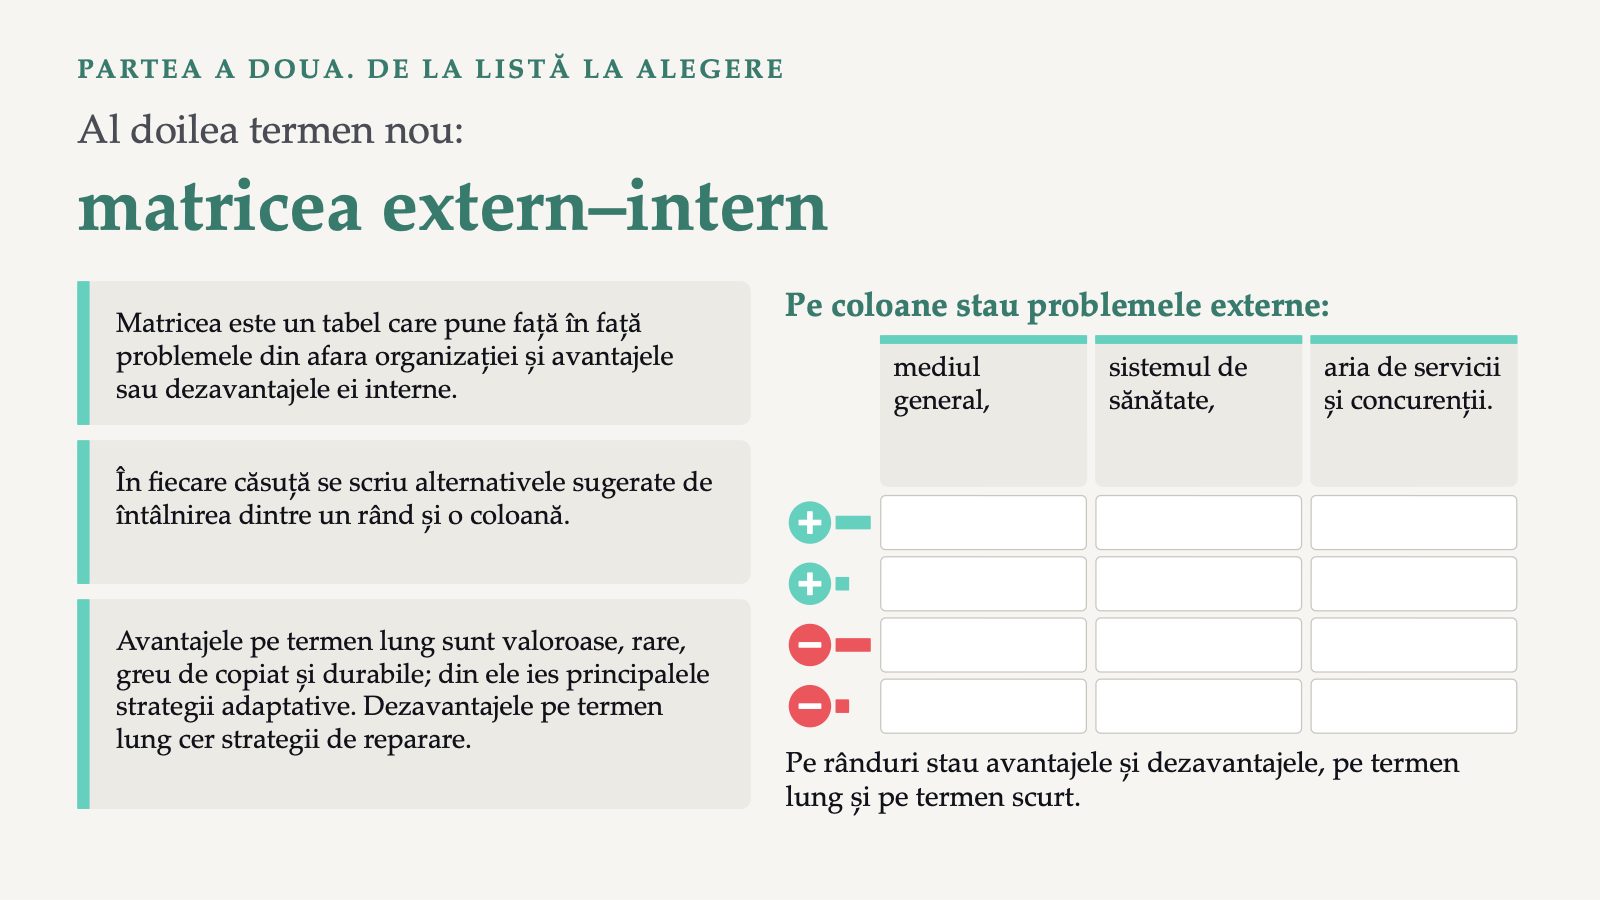 PARTEA A DOUA. DE LA LISTĂ LA ALEGERE
Al doilea termen nou:
matricea extern–intern
Matricea este un tabel care pune față în față
problemele din afara organizației și avantajele
sau dezavantajele ei interne.
În fiecare căsuță se scriu alternativele sugerate de
întâlnirea dintre un rând și o coloană.
Avantajele pe termen lung sunt valoroase, rare,
greu de copiat și durabile; din ele ies principalele
strategii adaptative. Dezavantajele pe termen
lung cer strategii de reparare.
Pe coloane stau problemele externe:
mediul
general,
sistemul de
sănătate,
aria de servicii
și concurenții.
Pe rânduri stau avantajele și dezavantajele, pe termen
lung și pe termen scurt.